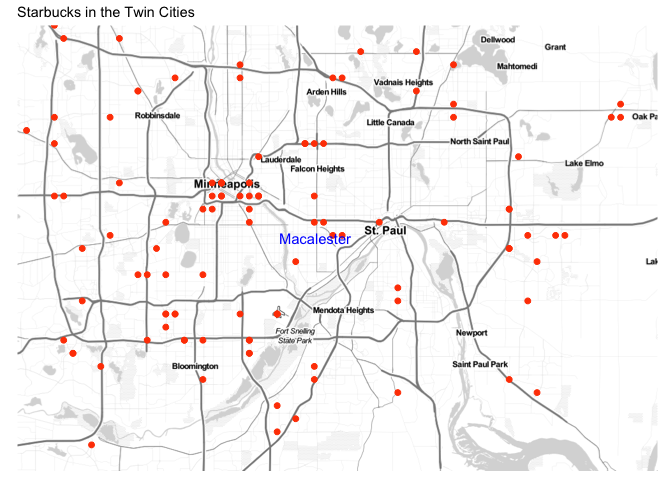 Starbucks in the Twin Cities
Dellwood
Grant
Mahtomedi
Vadnais Heights
Arden Hills
Robbinsdale
Little Canada
Oak Pa
North Saint Paul
Lauderdale
Lake Elmo
Falcon Heights
Minneapolis
St. Paul
Macalester
Lak
Mendota Heights
Fort Snelling
State Park
Newport
Bloomington
Saint Paul Park